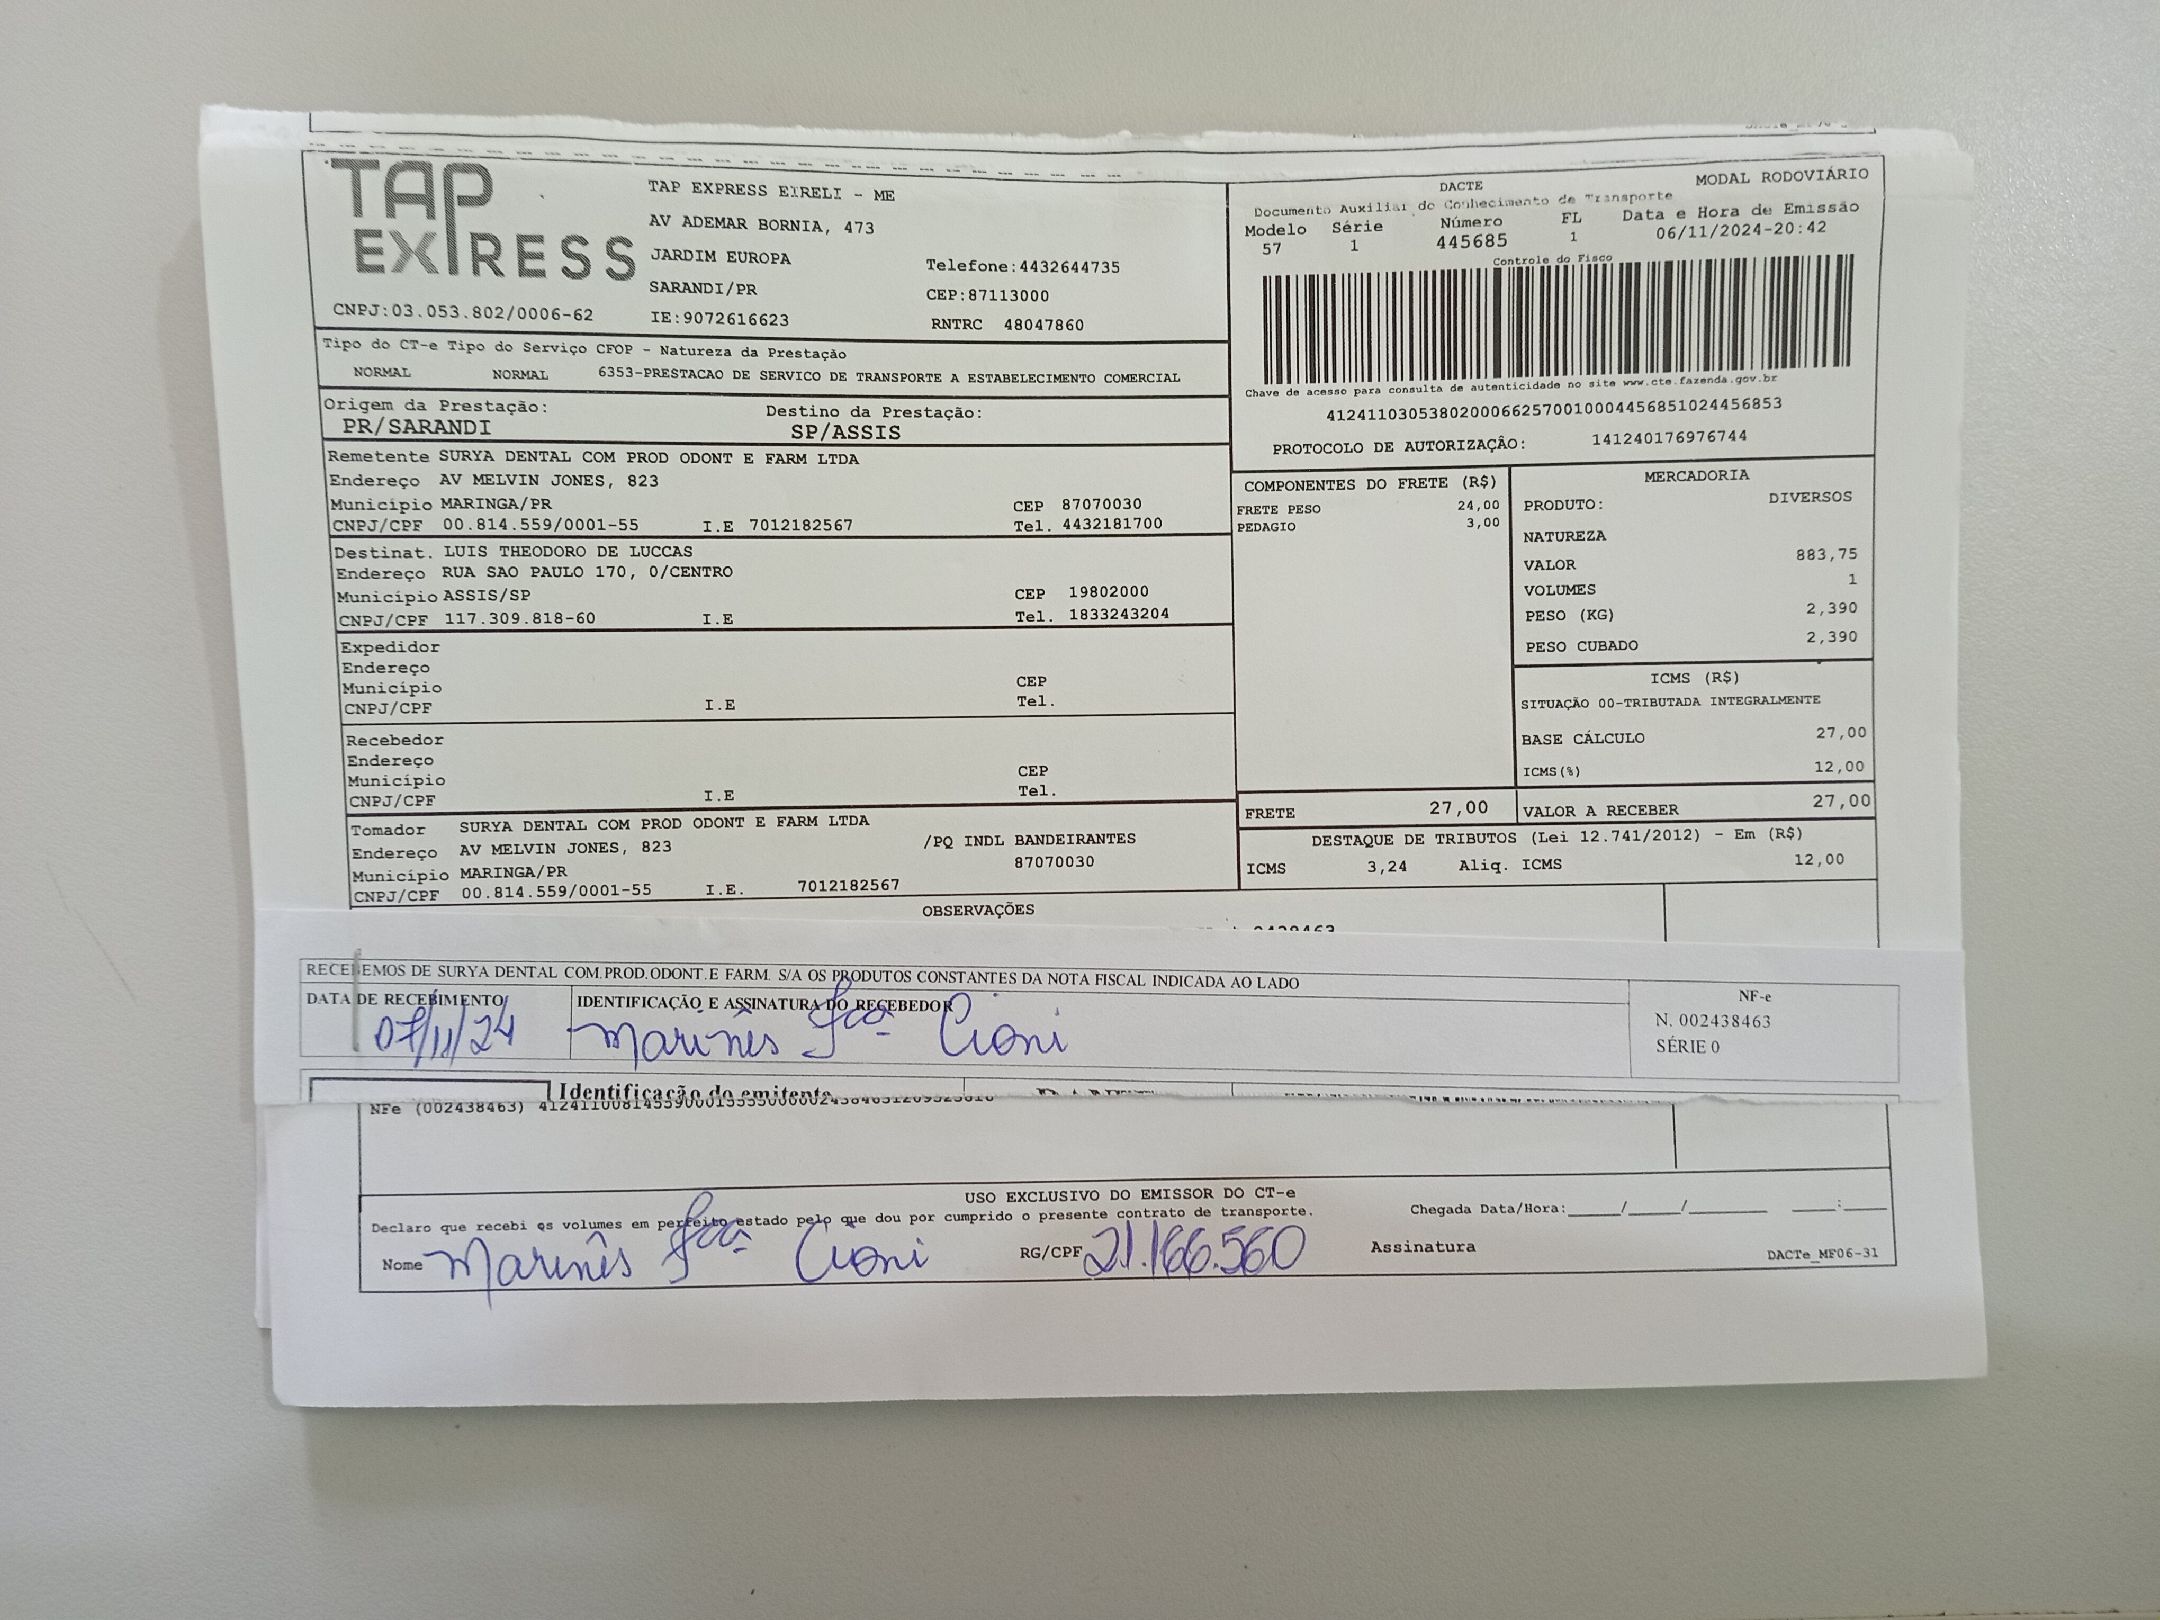 TAP
EXPRESS
CNPJ:03.053.802/0006-62
TAP EXPRESS EIRELI - ME
AV ADEMAR BORNIA, 473
JARDIM EUROPA
SARANDI/PR
IE:9072616623
Telefone:4432644735
CEP:87113000
RNTRC 48047860
DACTE
MODAL RODOVIÁRIO
Documento Auxiliar do Conhecimento de Transporte
Modelo Série Número FL Data e Hora de Emissão
57 1 445685 1 06/11/2024-20:42
Controle do Fisco
Chave de acesso para consulta de autenticidade no site www.cte.fazenda.gov.br
41241103053802000662570010004456851024456853
PROTOCOLO DE AUTORIZAÇÃO: 141240176976744
Tipo do CT-e Tipo do Serviço CFOP - Natureza da Prestação
NORMAL NORMAL 6353-PRESTACAO DE SERVICO DE TRANSPORTE A ESTABELECIMENTO COMERCIAL
Origem da Prestação: Destino da Prestação:
PR/SARANDI SP/ASSIS
Remetente SURYA DENTAL COM PROD ODONT E FARM LTDA
Endereço AV MELVIN JONES, 823
Município MARINGA/PR CEP 87070030
CNPJ/CPF 00.814.559/0001-55 I.E 7012182567 Tel. 4432181700
Destinat. LUIS THEODORO DE LUCCAS
Endereço RUA SAO PAULO 170, 0/CENTRO
Município ASSIS/SP CEP 19802000
CNPJ/CPF 117.309.818-60 I.E Tel. 1833243204
Expedidor
Endereço
Município CEP
CNPJ/CPF I.E Tel.
Recebedor
Endereço
Município CEP
CNPJ/CPF I.E Tel.
Tomador SURYA DENTAL COM PROD ODONT E FARM LTDA
Endereço AV MELVIN JONES, 823 /PQ INDL BANDEIRANTES
Município MARINGA/PR 87070030
CNPJ/CPF 00.814.559/0001-55 I.E. 7012182567
COMPONENTES DO FRETE (R$)
FRETE PESO 24,00
PEDAGIO 3,00
FRETE 27,00
MERCADORIA
PRODUTO: DIVERSOS
NATUREZA
VALOR 883,75
VOLUMES 1
PESO (KG) 2,390
PESO CUBADO 2,390
ICMS (R$)
SITUAÇÃO 00-TRIBUTADA INTEGRALMENTE
BASE CÁLCULO 27,00
ICMS(%) 12,00
VALOR A RECEBER 27,00
DESTAQUE DE TRIBUTOS (Lei 12.741/2012) - Em (R$)
ICMS 3,24 Aliq. ICMS 12,00
OBSERVAÇÕES
RECEBEMOS DE SURYA DENTAL COM.PROD.ODONT.E FARM. S/A OS PRODUTOS CONSTANTES DA NOTA FISCAL INDICADA AO LADO
DATA DE RECEBIMENTO IDENTIFICAÇÃO E ASSINATURA DO RECEBEDOR
07/11/24 Marinês Fca Cioni
NF-e
N. 002438463
SÉRIE 0
Identificação do emitente
NFe (002438463)
USO EXCLUSIVO DO EMISSOR DO CT-e
Declaro que recebi os volumes em perfeito estado pelo que dou por cumprido o presente contrato de transporte. Chegada Data/Hora:____/____/______ ____:____
Nome Marinês Fca Cioni RG/CPF 21.166.560 Assinatura
DACTe_MF06-31